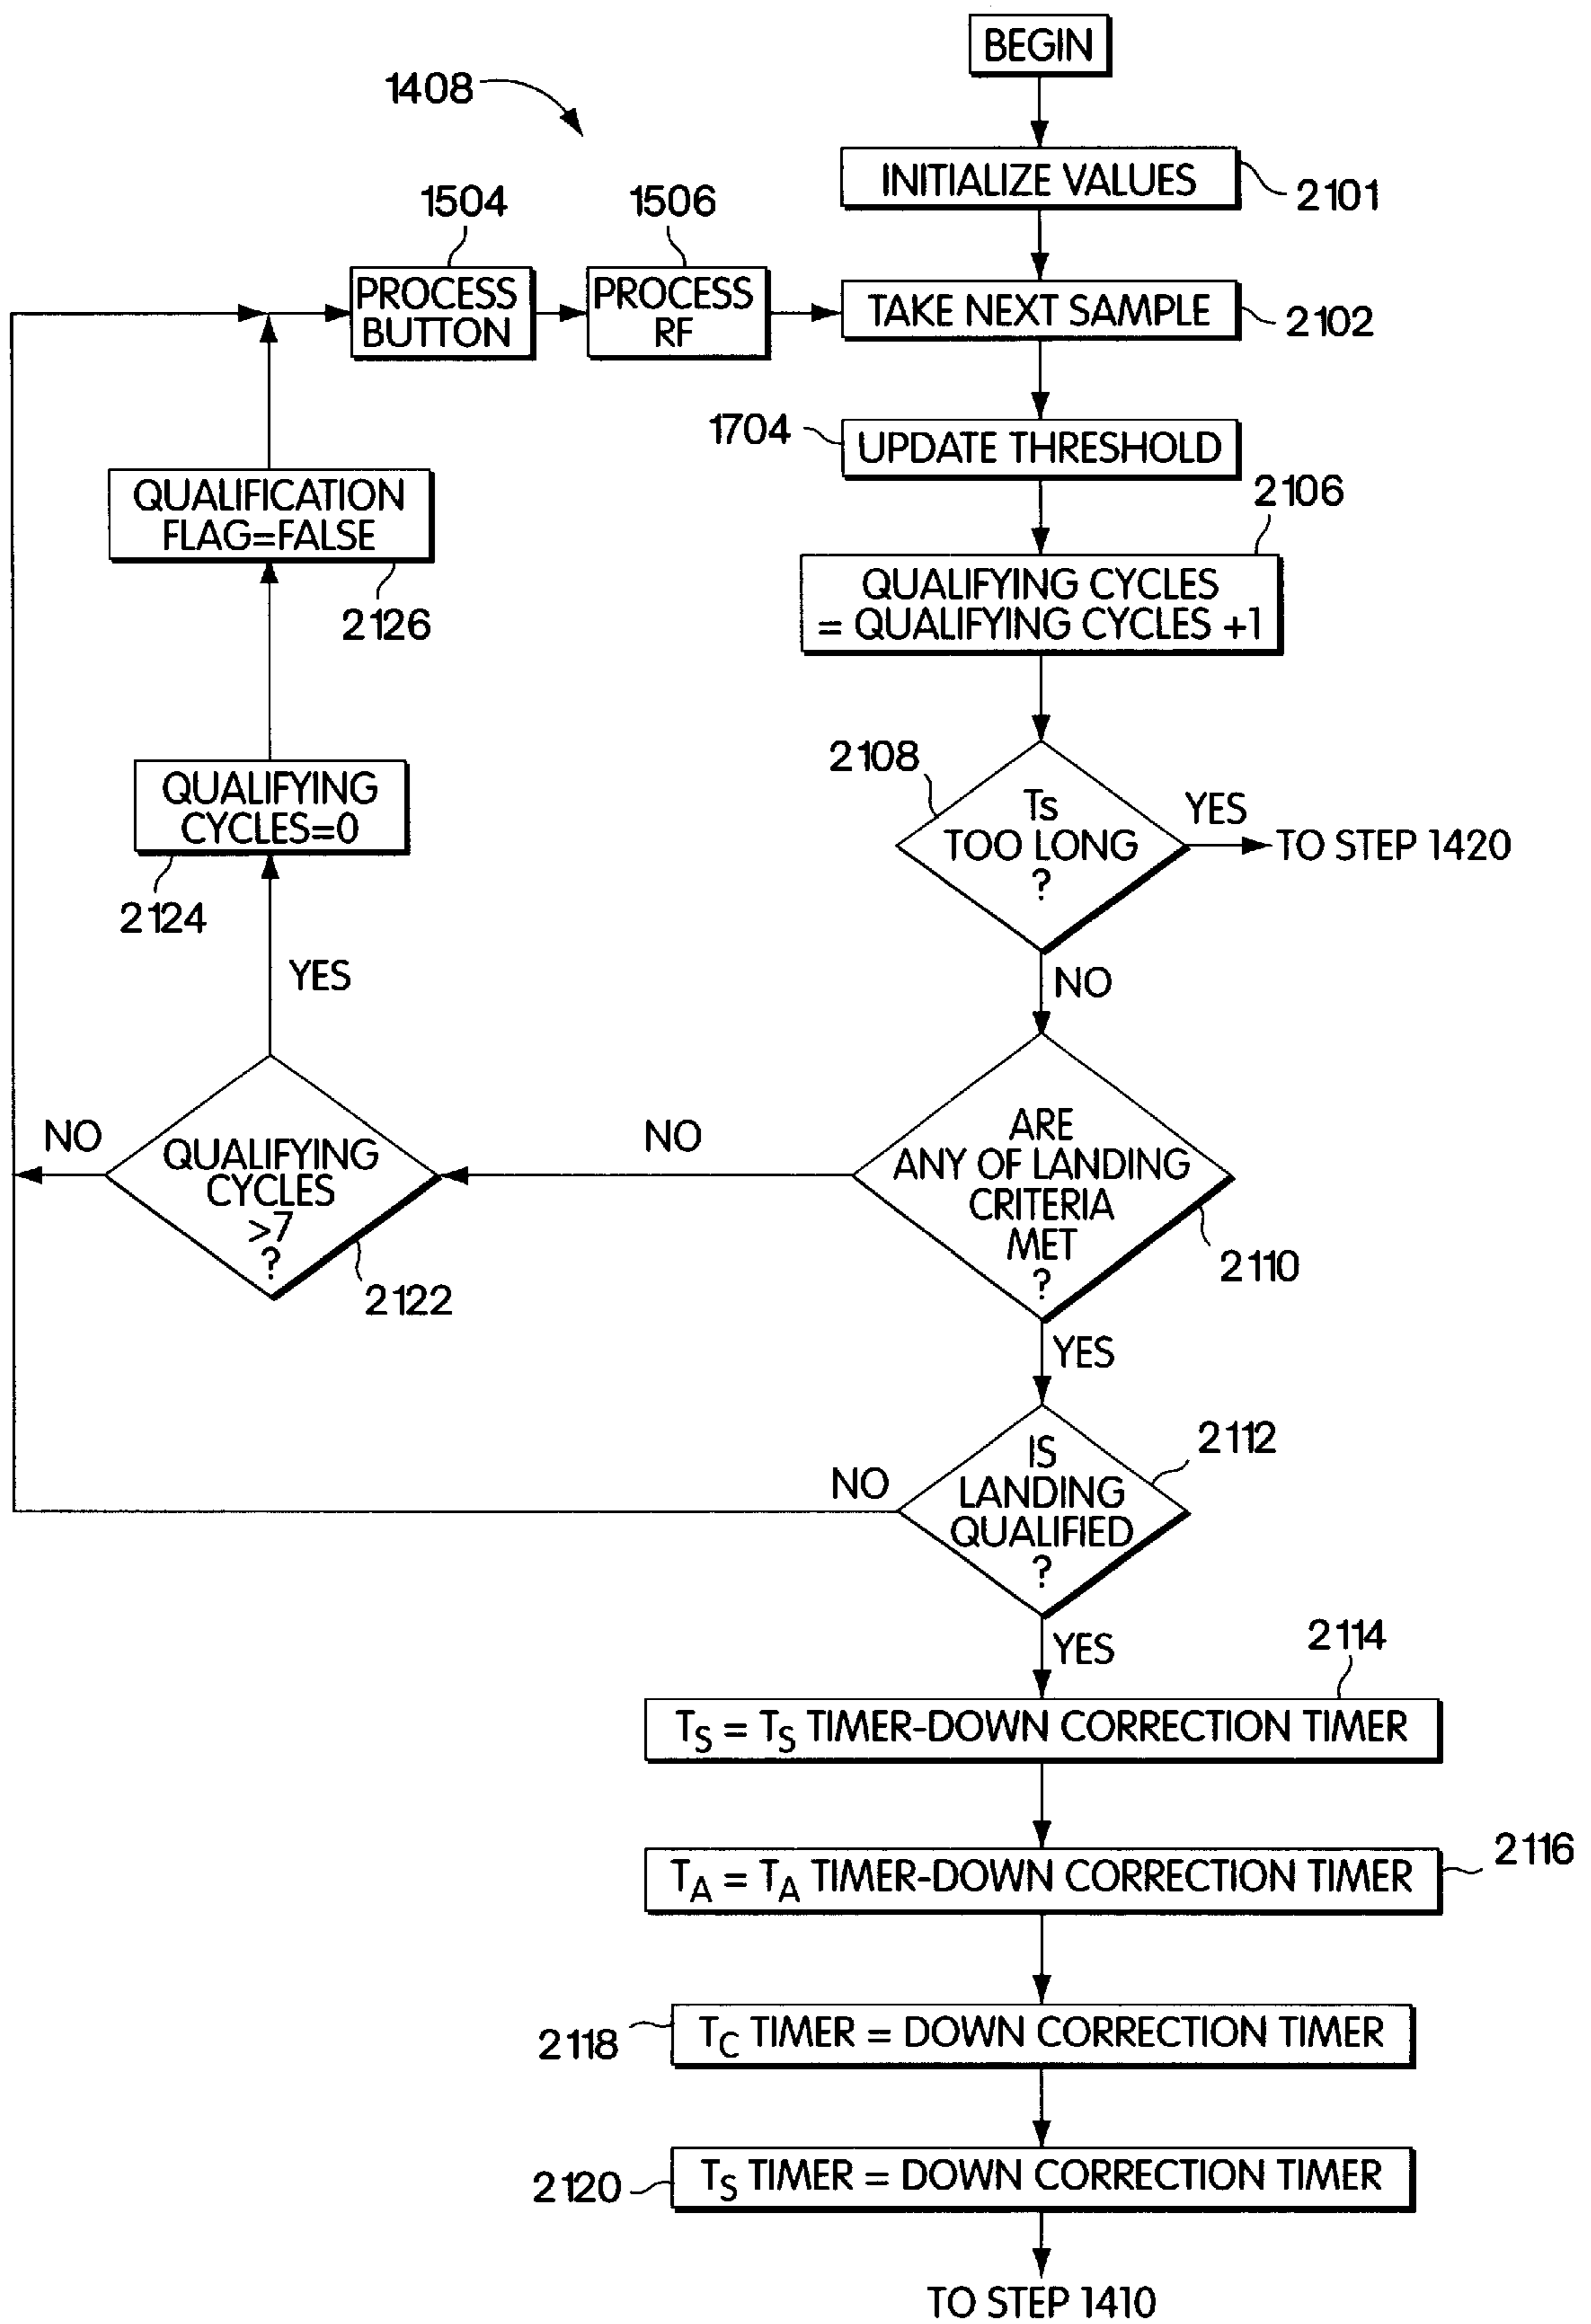 BEGIN
1408
INITIALIZE VALUES
2101
1504
1506
PROCESS
BUTTON
PROCESS
RF
TAKE NEXT SAMPLE
2102
1704
UPDATE THRESHOLD
QUALIFICATION
FLAG=FALSE
2126
2106
QUALIFYING CYCLES
= QUALIFYING CYCLES +1
2108
Ts
TOO LONG
?
YES
TO STEP 1420
QUALIFYING
CYCLES=0
2124
YES
NO
NO
QUALIFYING
CYCLES
>7
?
2122
NO
ARE
ANY OF LANDING
CRITERIA
MET
?
2110
YES
NO
IS
LANDING
QUALIFIED
?
2112
YES
2114
TS = TS TIMER-DOWN CORRECTION TIMER
TA = TA TIMER-DOWN CORRECTION TIMER
2116
2118
TC TIMER = DOWN CORRECTION TIMER
2120
TS TIMER = DOWN CORRECTION TIMER
TO STEP 1410